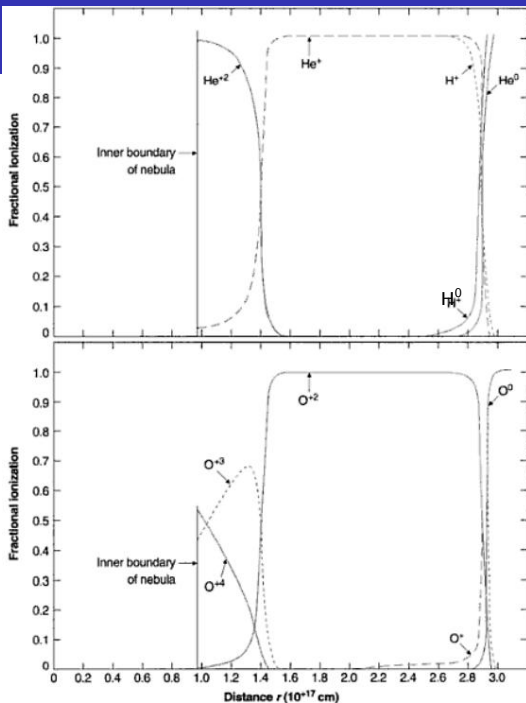 1.0
0.9
0.8
0.7
0.6
0.5
0.4
0.3
0.2
0.1
0
Fractional ionization
He⁺²
He⁺
H⁺
He⁰
Inner boundary
of nebula
H⁰
1.0
0.9
0.8
0.7
0.6
0.5
0.4
0.3
0.2
0.1
0
Fractional ionization
O⁺²
O⁰
O⁺³
Inner boundary
of nebula
O⁺⁴
O⁺
0 0.2 0.4 0.6 0.8 1.0 1.2 1.4 1.6 1.8 2.0 2.2 2.4 2.6 2.8 3.0
Distance r (10⁺¹⁷ cm)